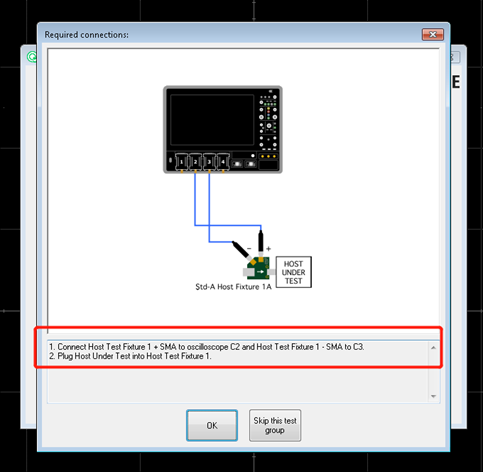 Required connections:
E
1 2 3 4
- +
HOST
UNDER
TEST
Std-A Host Fixture 1A
1. Connect Host Test Fixture 1 + SMA to oscilloscope C2 and Host Test Fixture 1 - SMA to C3.
2. Plug Host Under Test into Host Test Fixture 1.
OK
Skip this test
group